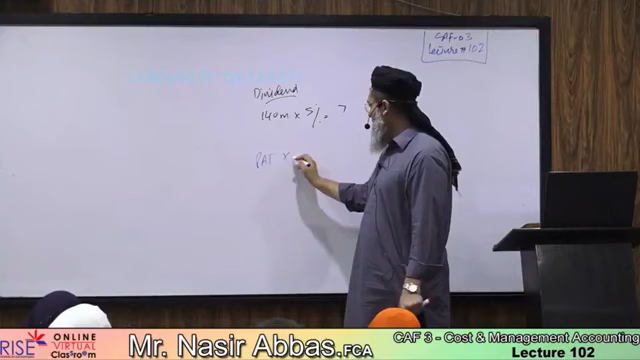 CAF-03
Lecture # 102
Dividend
140m x 5% = 7
PAT x
RISE ONLINE VIRTUAL Classroom
Mr. Nasir Abbas.FCA
CAF 3 - Cost & Management Accounting
Lecture 102